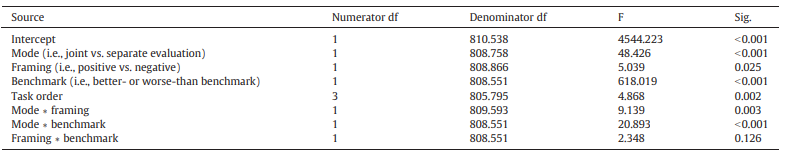 Source Numerator df Denominator df F Sig.
Intercept 1 810.538 4544.223 <0.001
Mode (i.e., joint vs. separate evaluation) 1 808.758 48.426 <0.001
Framing (i.e., positive vs. negative) 1 808.866 5.039 0.025
Benchmark (i.e., better- or worse-than benchmark) 1 808.551 618.019 <0.001
Task order 3 805.795 4.868 0.002
Mode ∗ framing 1 809.593 9.139 0.003
Mode ∗ benchmark 1 808.551 20.893 <0.001
Framing ∗ benchmark 1 808.551 2.348 0.126